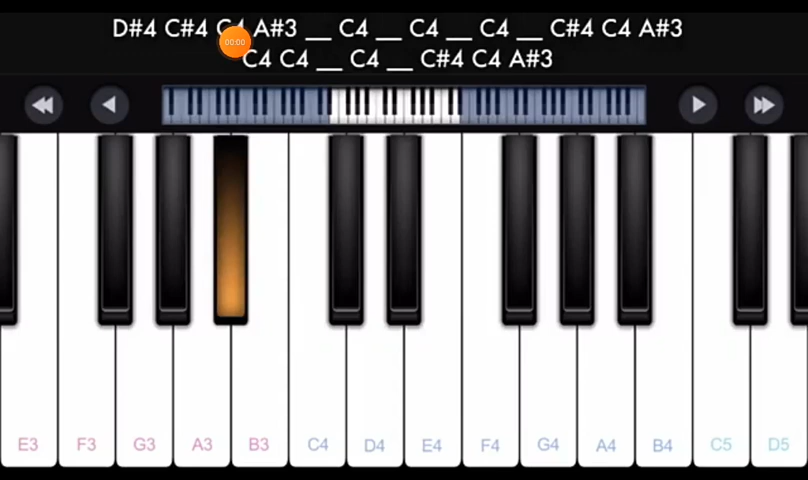 D#4 C#4 C4 A#3 __ C4 __ C4 __ C4 __ C#4 C4 A#3
00:00
C4 C4 __ C4 __ C#4 C4 A#3
E3 F3 G3 A3 B3 C4 D4 E4 F4 G4 A4 B4 C5 D5